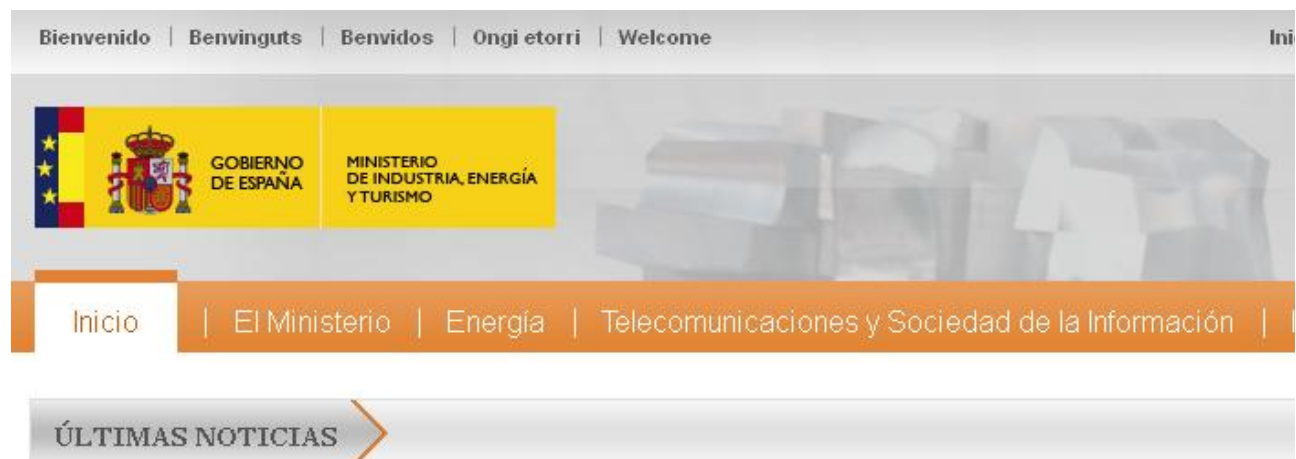 Bienvenido | Benvinguts | Benvidos | Ongi etorri | Welcome
GOBIERNO
DE ESPAÑA
MINISTERIO
DE INDUSTRIA, ENERGÍA
Y TURISMO
Inicio | El Ministerio | Energía | Telecomunicaciones y Sociedad de la Información |
ÚLTIMAS NOTICIAS